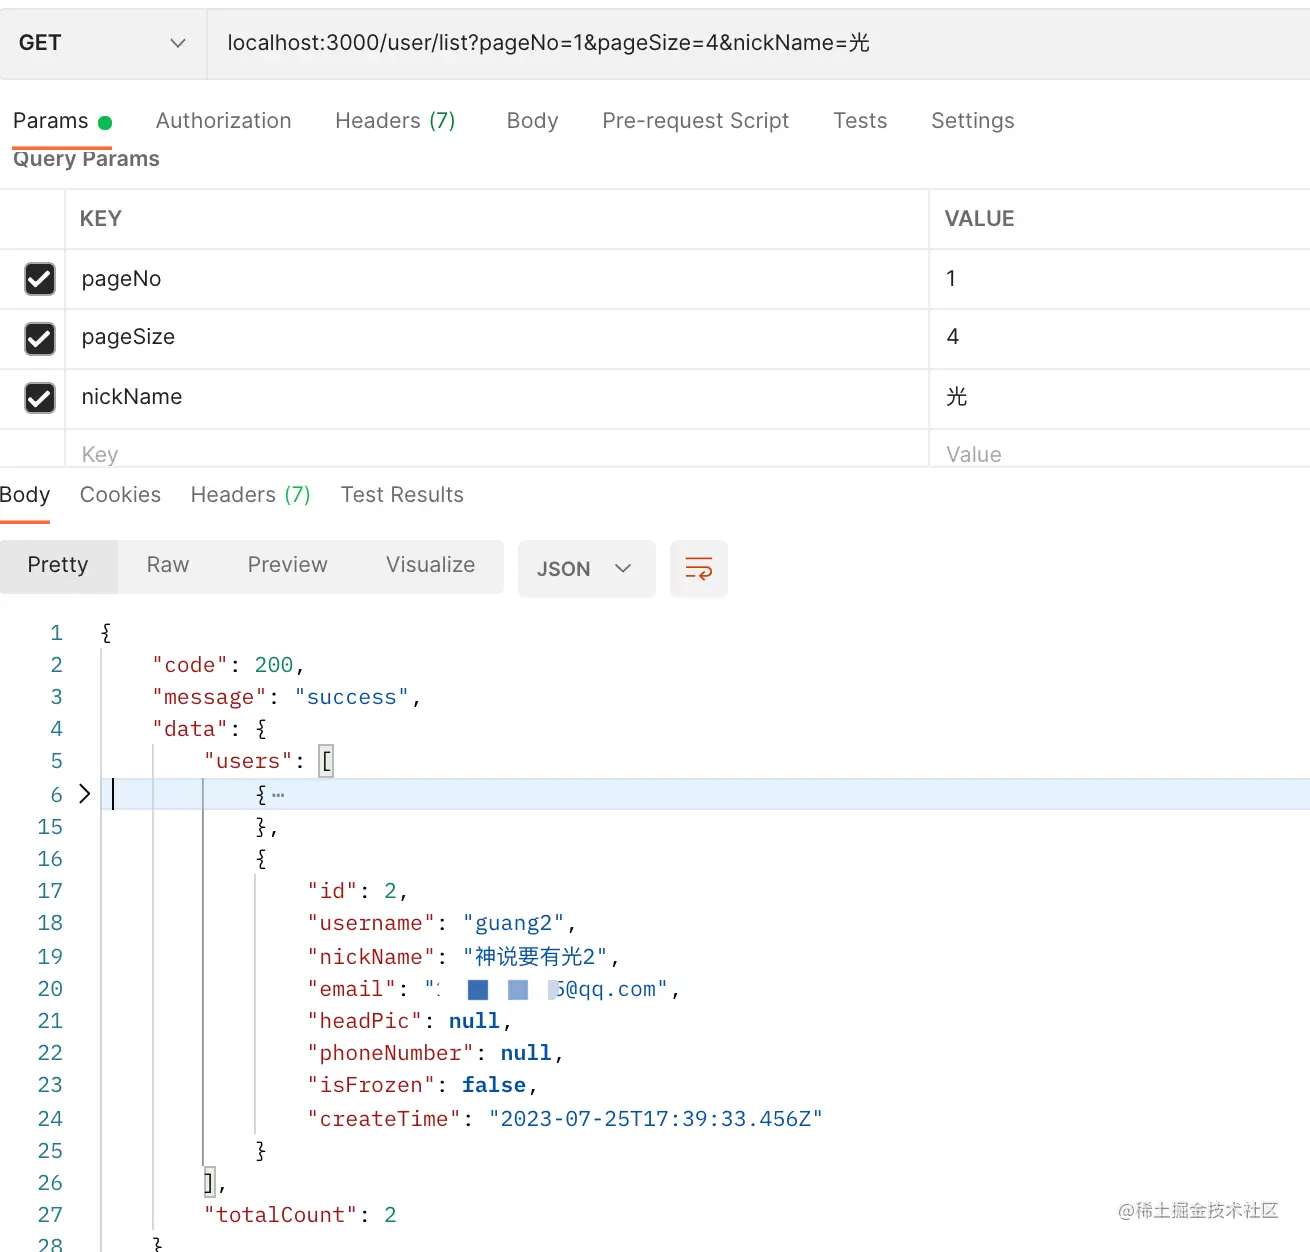 GET localhost:3000/user/list?pageNo=1&pageSize=4&nickName=光
Params Authorization Headers (7) Body Pre-request Script Tests Settings
Query Params
KEY VALUE
pageNo 1
pageSize 4
nickName 光
Key Value
Body Cookies Headers (7) Test Results
Pretty Raw Preview Visualize JSON
1 {
2 "code": 200,
3 "message": "success",
4 "data": {
5 "users": [
6 { ⋯
15 },
16 {
17 "id": 2,
18 "username": "guang2",
19 "nickName": "神说要有光2",
20 "email": " 5@qq.com",
21 "headPic": null,
22 "phoneNumber": null,
23 "isFrozen": false,
24 "createTime": "2023-07-25T17:39:33.456Z"
25 }
26 ],
27 "totalCount": 2
28 }
@稀土掘金技术社区